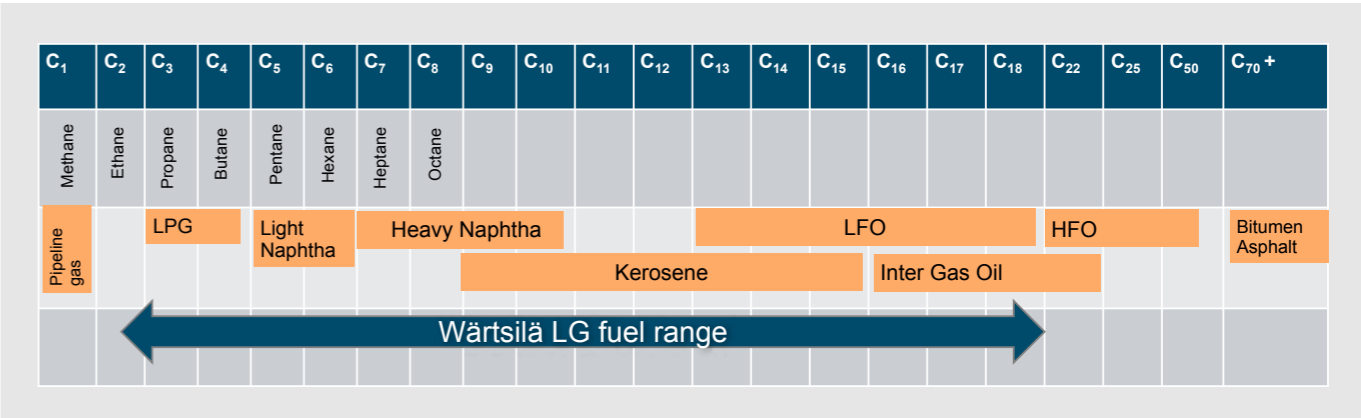 C₁ C₂ C₃ C₄ C₅ C₆ C₇ C₈ C₉ C₁₀ C₁₁ C₁₂ C₁₃ C₁₄ C₁₅ C₁₆ C₁₇ C₁₈ C₂₂ C₂₅ C₅₀ C₇₀ +
Methane
Ethane
Propane
Butane
Pentane
Hexane
Heptane
Octane
Pipeline
gas
LPG
Light
Naphtha
Heavy Naphtha
LFO
HFO
Bitumen
Asphalt
Kerosene
Inter Gas Oil
Wärtsilä LG fuel range